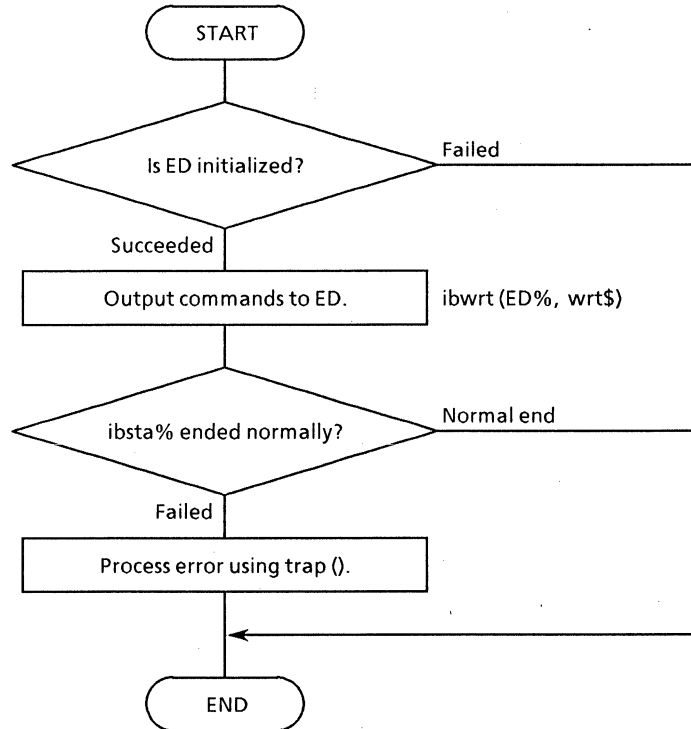 START
Is ED initialized?
Failed
Succeeded
Output commands to ED.
ibwrt (ED%, wrt$)
ibsta% ended normally?
Normal end
Failed
Process error using trap ().
END